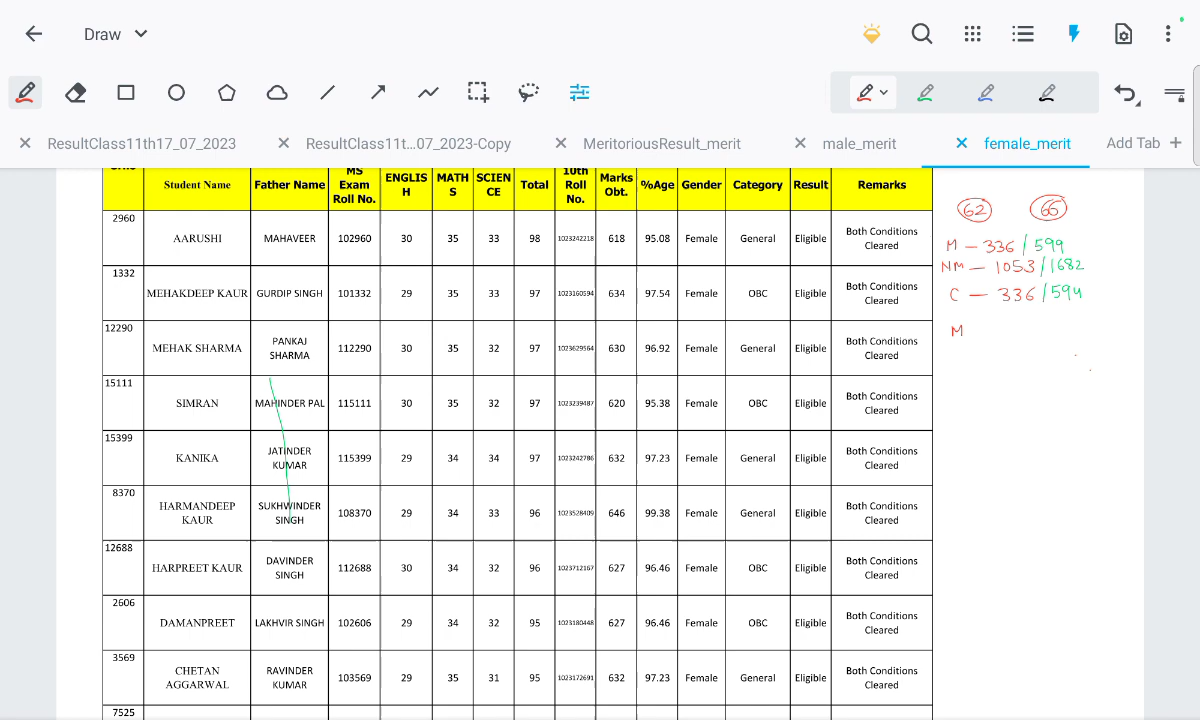 Draw
ResultClass11th17_07_2023 ResultClass11t...07_2023-Copy MeritoriousResult_merit male_merit female_merit Add Tab +
Student Name Father Name MS Exam Roll No. ENGLISH MATHS SCIENCE Total 10th Roll No. Marks Obt. %Age Gender Category Result Remarks
2960 AARUSHI MAHAVEER 102960 30 35 33 98 1023242218 618 95.08 Female General Eligible Both Conditions Cleared
1332 MEHAKDEEP KAUR GURDIP SINGH 101332 29 35 33 97 1023160594 634 97.54 Female OBC Eligible Both Conditions Cleared
12290 MEHAK SHARMA PANKAJ SHARMA 112290 30 35 32 97 1023629564 630 96.92 Female General Eligible Both Conditions Cleared
15111 SIMRAN MAHINDER PAL 115111 30 35 32 97 1023239487 620 95.38 Female OBC Eligible Both Conditions Cleared
15399 KANIKA JATINDER KUMAR 115399 29 34 34 97 1023242786 632 97.23 Female General Eligible Both Conditions Cleared
8370 HARMANDEEP KAUR SUKHWINDER SINGH 108370 29 34 33 96 1023528409 646 99.38 Female General Eligible Both Conditions Cleared
12688 HARPREET KAUR DAVINDER SINGH 112688 30 34 32 96 1023712167 627 96.46 Female OBC Eligible Both Conditions Cleared
2606 DAMANPREET LAKHVIR SINGH 102606 29 34 32 95 1023180448 627 96.46 Female OBC Eligible Both Conditions Cleared
3569 CHETAN AGGARWAL RAVINDER KUMAR 103569 29 35 31 95 1023172691 632 97.23 Female General Eligible Both Conditions Cleared
7525
62 66
M - 336/599
NM - 1053/1682
C - 336/594
M